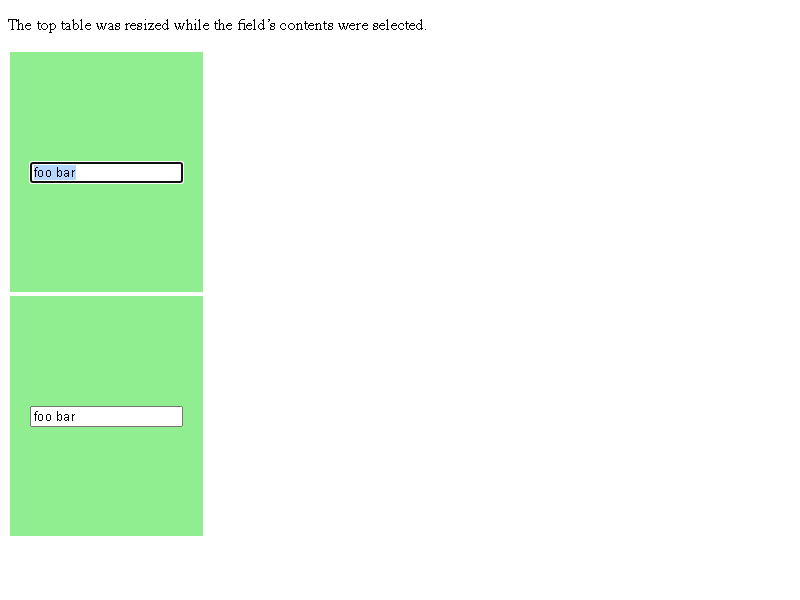 The top table was resized while the field’s contents were selected.
foo bar
foo bar